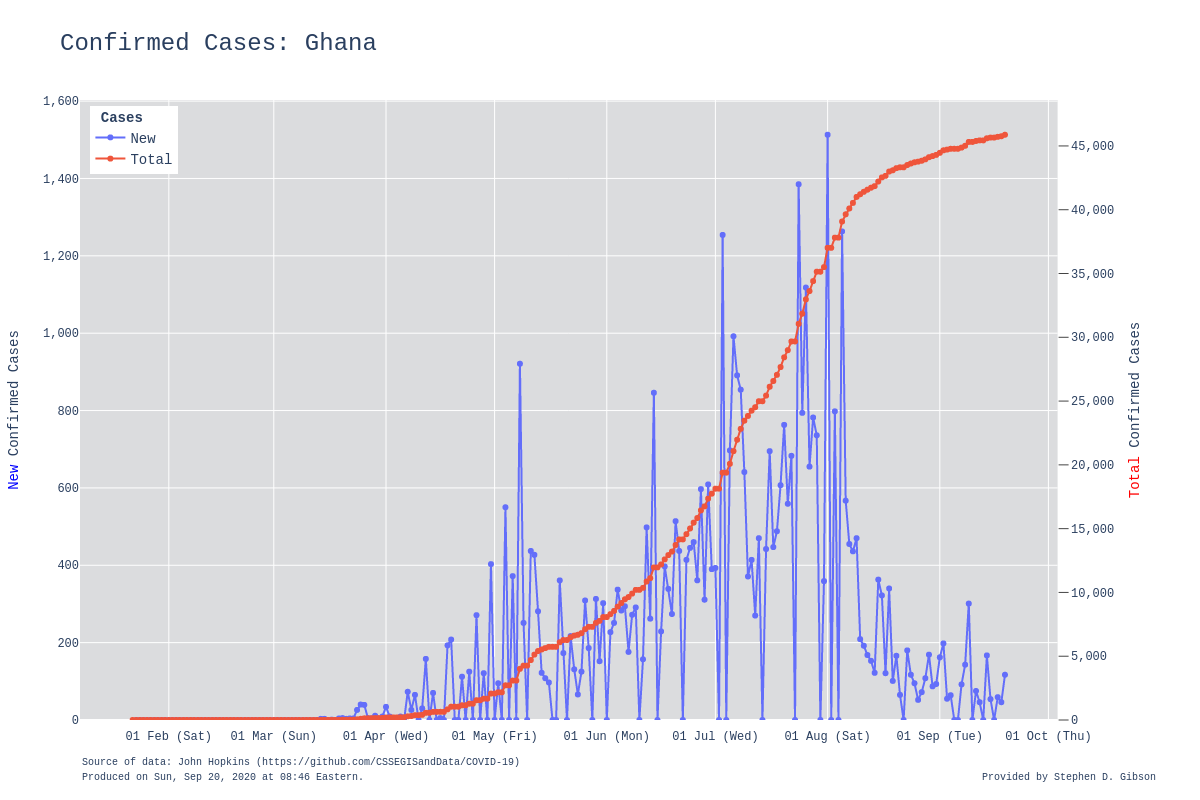 Confirmed Cases: Ghana
Cases
New
Total
1,600
1,400
1,200
1,000
800
600
400
200
0
New Confirmed Cases
45,000
40,000
35,000
30,000
25,000
20,000
15,000
10,000
5,000
0
Total Confirmed Cases
01 Feb (Sat)
01 Mar (Sun)
01 Apr (Wed)
01 May (Fri)
01 Jun (Mon)
01 Jul (Wed)
01 Aug (Sat)
01 Sep (Tue)
01 Oct (Thu)
Source of data: John Hopkins (https://github.com/CSSEGISandData/COVID-19)
Produced on Sun, Sep 20, 2020 at 08:46 Eastern.
Provided by Stephen D. Gibson